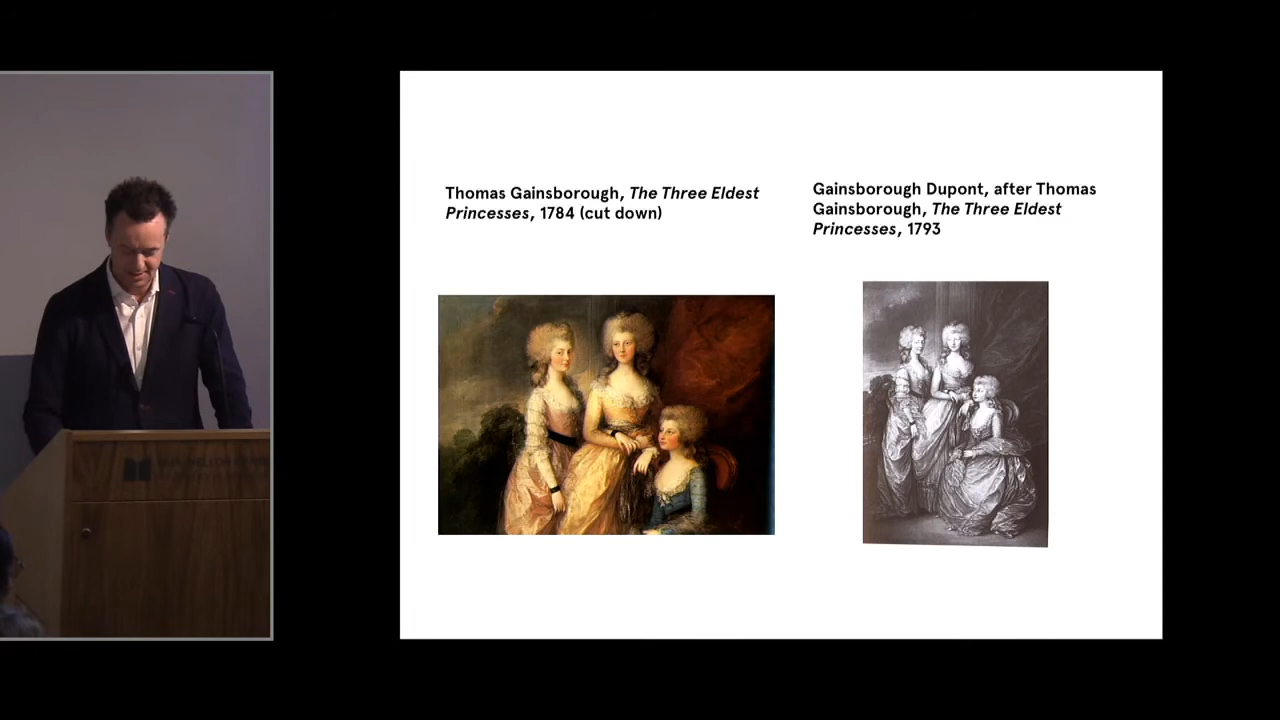 Thomas Gainsborough, The Three Eldest
Princesses, 1784 (cut down)
Gainsborough Dupont, after Thomas
Gainsborough, The Three Eldest
Princesses, 1793